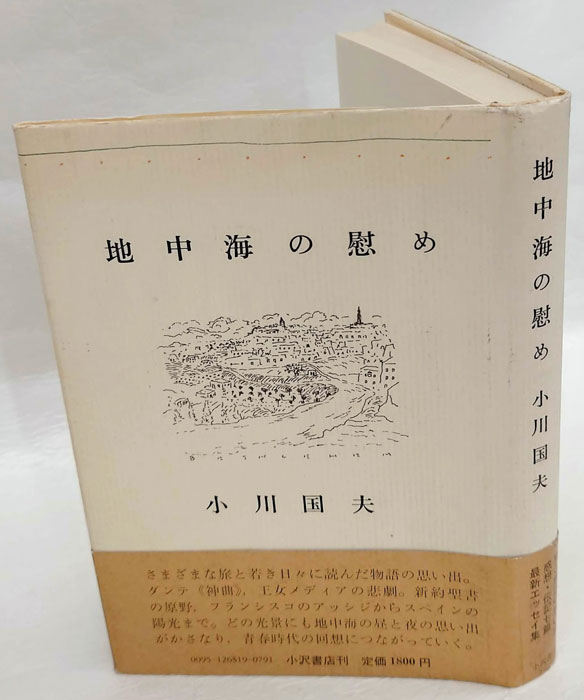 地中海の慰め
小川国夫
さまざまな旅と若き日々に読んだ物語の思い出。
ダンテ《神曲》，王女メディアの悲劇。新約聖書
の原野，フランシスコのアッシジからスペインの
陽光まで。どの光景にも地中海の昼と夜の思い出
がかさなり，青春時代の回想につながっていく。
0095-126819-0791 小沢書店刊 定価1800円
地中海の慰め 小川国夫
最新エッセイ集